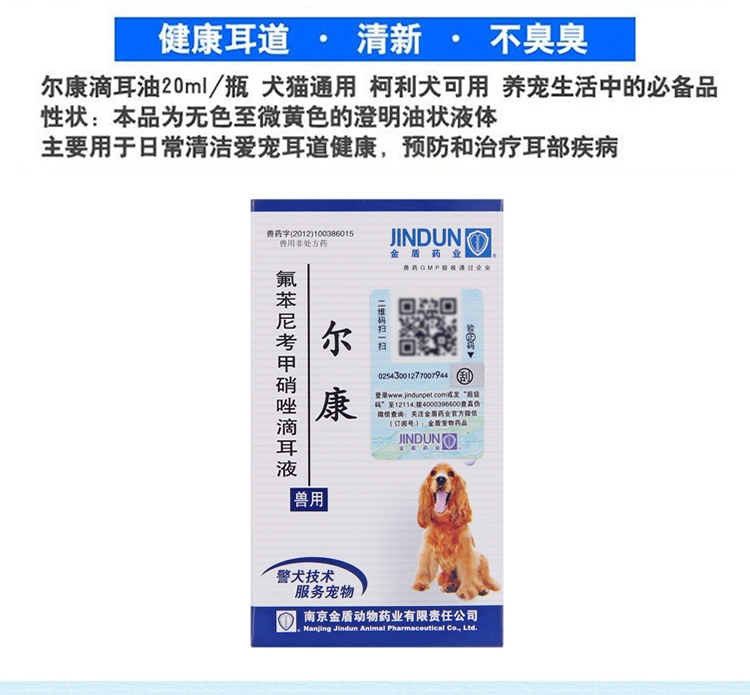 健康耳道 · 清新 · 不臭臭
尔康滴耳油20ml/瓶 犬猫通用 柯利犬可用 养宠生活中的必备品
性状：本品为无色至微黄色的澄明油状液体
主要用于日常清洁爱宠耳道健康，预防和治疗耳部疾病
兽药字(2012)100386015
兽用非处方药
JINDUN
金盾药业
兽药GMP验收通过企业
氟苯尼考甲硝唑滴耳液
尔康
兽用
二维码扫一扫
验证码
02543001277007944
刮
登录www.jindunpet.com或发“超级
码”至12114;拨4000396600查真伪
微信查询：关注金盾药业官方微信
(订阅号)：金盾宠物药品
JINDUN
金盾药业
警犬技术
服务宠物
南京金盾动物药业有限责任公司
Nanjing Jindun Animal Pharmaceutical Co., Ltd.